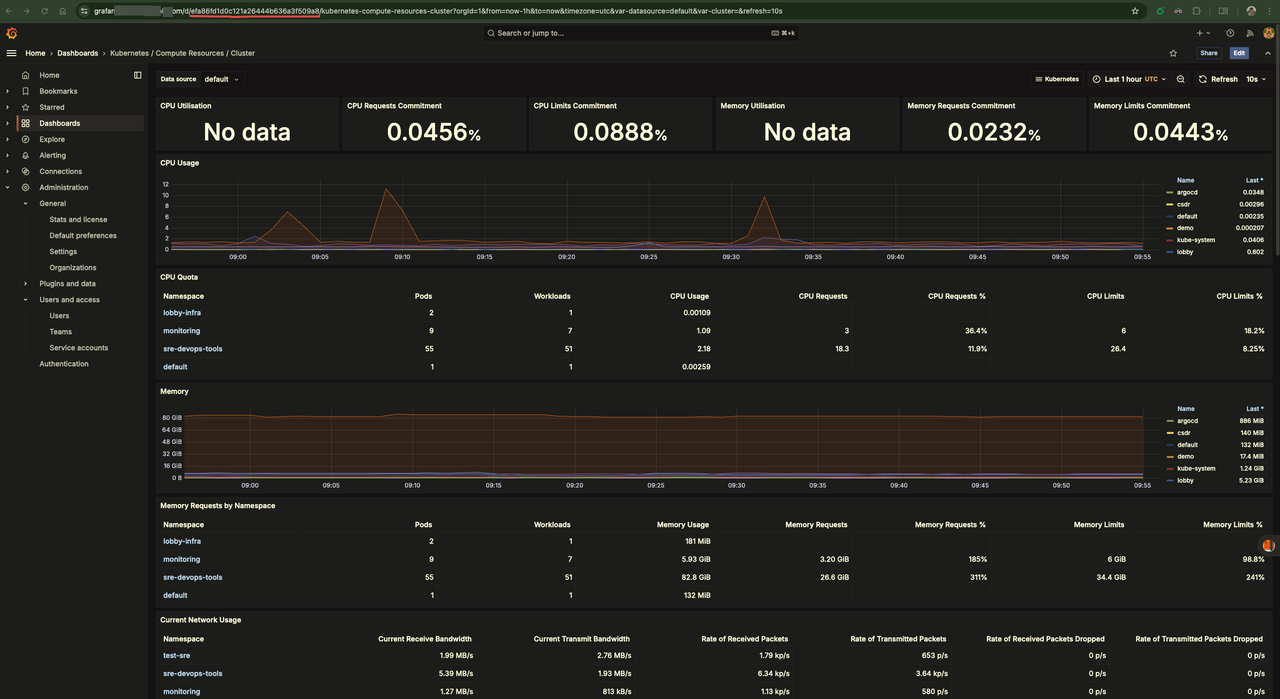 grafan com/d/efa86fd1d0c121a26444b636a3f509a8/kubernetes-compute-resources-cluster?orgId=1&from=now-1h&to=now&timezone=utc&var-datasource=default&var-cluster=&refresh=10s
Search or jump to... ⌘+k
Home › Dashboards › Kubernetes / Compute Resources / Cluster Share Edit
Home
Bookmarks
Starred
Dashboards
Explore
Alerting
Connections
Administration
General
Stats and license
Default preferences
Settings
Organizations
Plugins and data
Users and access
Users
Teams
Service accounts
Authentication
Data source default Kubernetes Last 1 hour UTC Refresh 10s
CPU Utilisation CPU Requests Commitment CPU Limits Commitment Memory Utilisation Memory Requests Commitment Memory Limits Commitment
No data 0.0456% 0.0888% No data 0.0232% 0.0443%
CPU Usage
12
10
8
6
4
2
0
09:00 09:05 09:10 09:15 09:20 09:25 09:30 09:35 09:40 09:45 09:50 09:55
Name Last *
argocd 0.0348
csdr 0.00296
default 0.00235
demo 0.000207
kube-system 0.0406
lobby 0.602
CPU Quota
Namespace Pods Workloads CPU Usage CPU Requests CPU Requests % CPU Limits CPU Limits %
lobby-infra 2 1 0.00109
monitoring 9 7 1.09 3 36.4% 6 18.2%
sre-devops-tools 55 51 2.18 18.3 11.9% 26.4 8.25%
default 1 1 0.00259
Memory
80 GiB
64 GiB
48 GiB
32 GiB
16 GiB
0 B
09:00 09:05 09:10 09:15 09:20 09:25 09:30 09:35 09:40 09:45 09:50 09:55
Name Last *
argocd 886 MiB
csdr 140 MiB
default 132 MiB
demo 17.4 MiB
kube-system 1.24 GiB
lobby 5.23 GiB
Memory Requests by Namespace
Namespace Pods Workloads Memory Usage Memory Requests Memory Requests % Memory Limits Memory Limits %
lobby-infra 2 1 181 MiB
monitoring 9 7 5.93 GiB 3.20 GiB 185% 6 GiB 98.8%
sre-devops-tools 55 51 82.8 GiB 26.6 GiB 311% 34.4 GiB 241%
default 1 1 132 MiB
Current Network Usage
Namespace Current Receive Bandwidth Current Transmit Bandwidth Rate of Received Packets Rate of Transmitted Packets Rate of Received Packets Dropped Rate of Transmitted Packets Dropped
test-sre 1.99 MB/s 2.76 MB/s 1.79 kp/s 653 p/s 0 p/s 0 p/s
sre-devops-tools 5.39 MB/s 1.93 MB/s 6.34 kp/s 3.64 kp/s 0 p/s 0 p/s
monitoring 1.27 MB/s 813 kB/s 1.13 kp/s 580 p/s 0 p/s 0 p/s